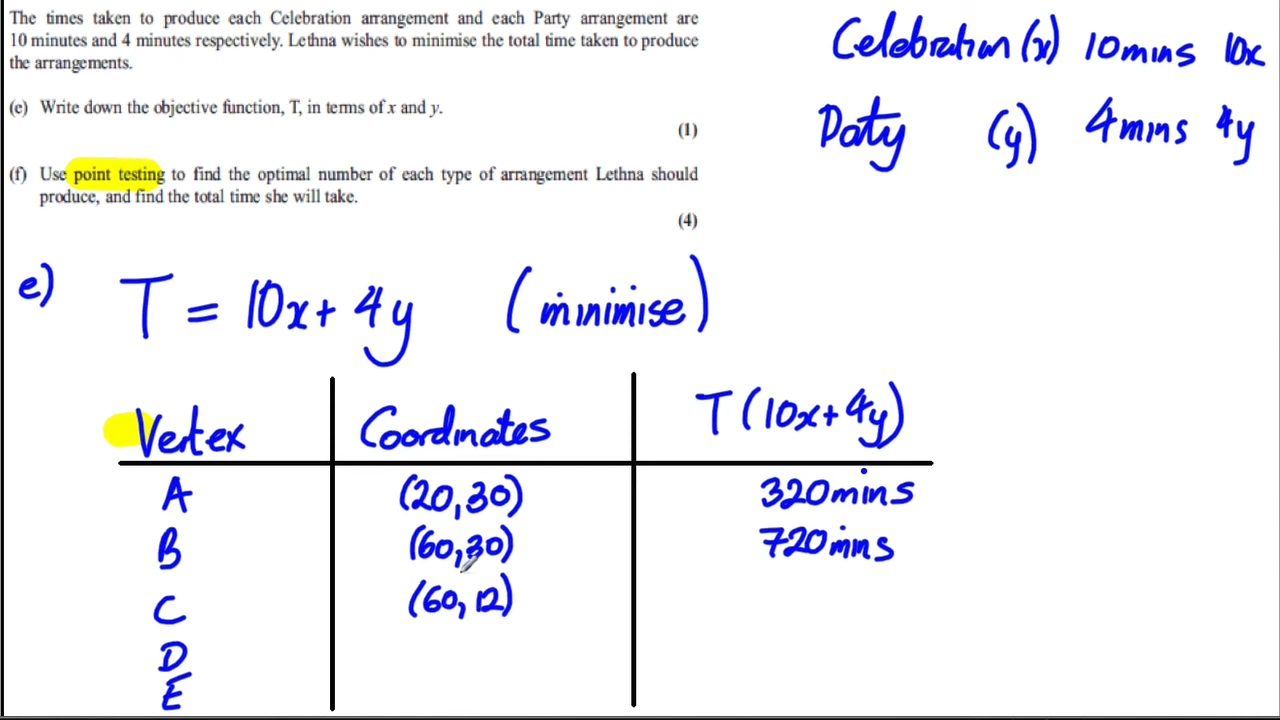 The times taken to produce each Celebration arrangement and each Party arrangement are
10 minutes and 4 minutes respectively. Lethna wishes to minimise the total time taken to produce
the arrangements.
(e) Write down the objective function, T, in terms of x and y.
(1)
(f) Use point testing to find the optimal number of each type of arrangement Lethna should
produce, and find the total time she will take.
(4)
Celebration (x) 10mins 10x
Party (y) 4mins 4y
e) T = 10x + 4y (minimise)
Vertex Coordinates T(10x+4y)
A (20,30) 320mins
B (60,30) 720mins
C (60,12)
D
E